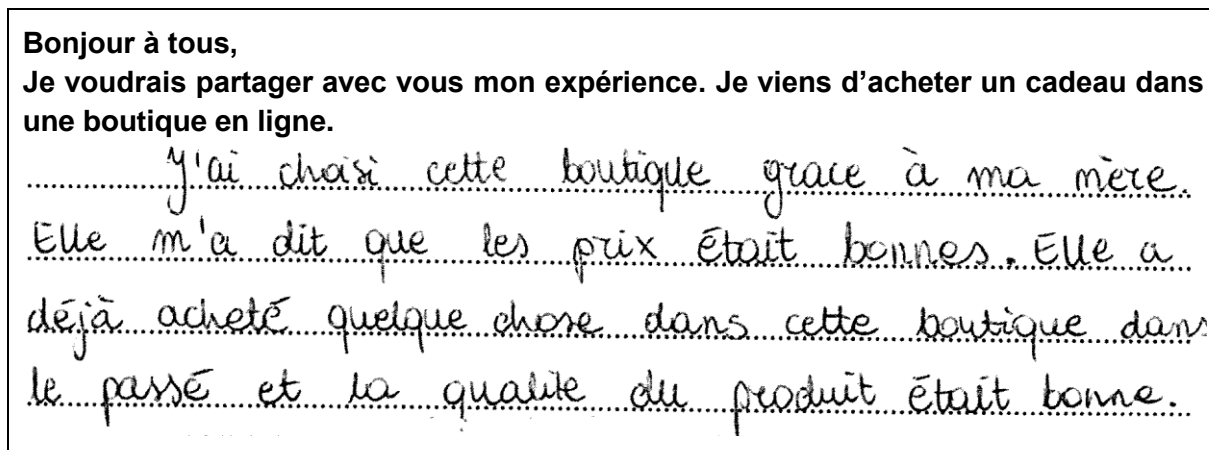 Bonjour à tous,
Je voudrais partager avec vous mon expérience. Je viens d'acheter un cadeau dans
une boutique en ligne.
J'ai choisi cette boutique grace à ma mère.
Elle m'a dit que les prix était bonnes. Elle a
déjà acheté quelque chose dans cette boutique dans
le passé et la qualite du produit était bonne.